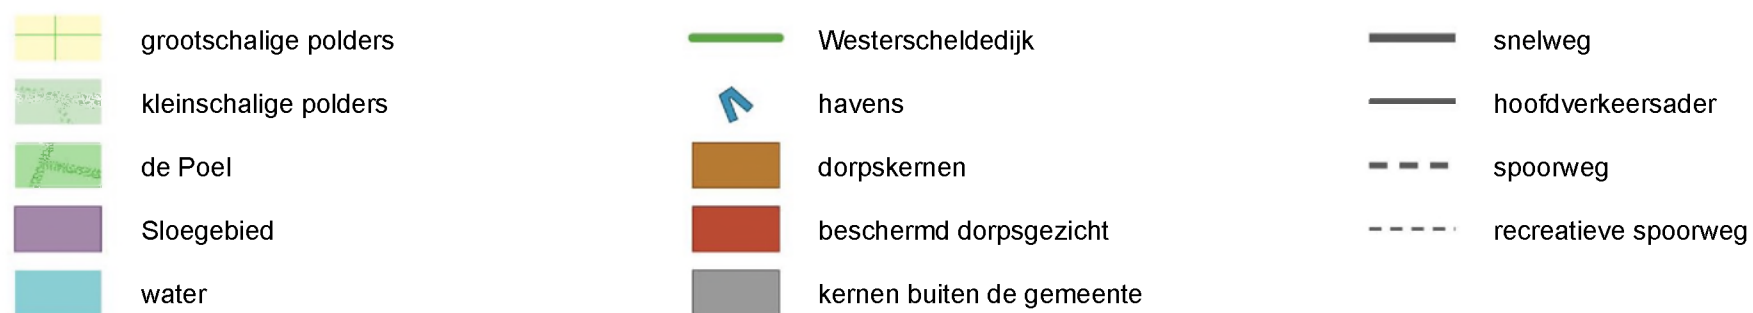 grootschalige polders
kleinschalige polders
de Poel
Sloegebied
water
Westerscheldedijk
havens
dorpskernen
beschermd dorpsgezicht
kernen buiten de gemeente
snelweg
hoofdverkeersader
spoorweg
recreatieve spoorweg